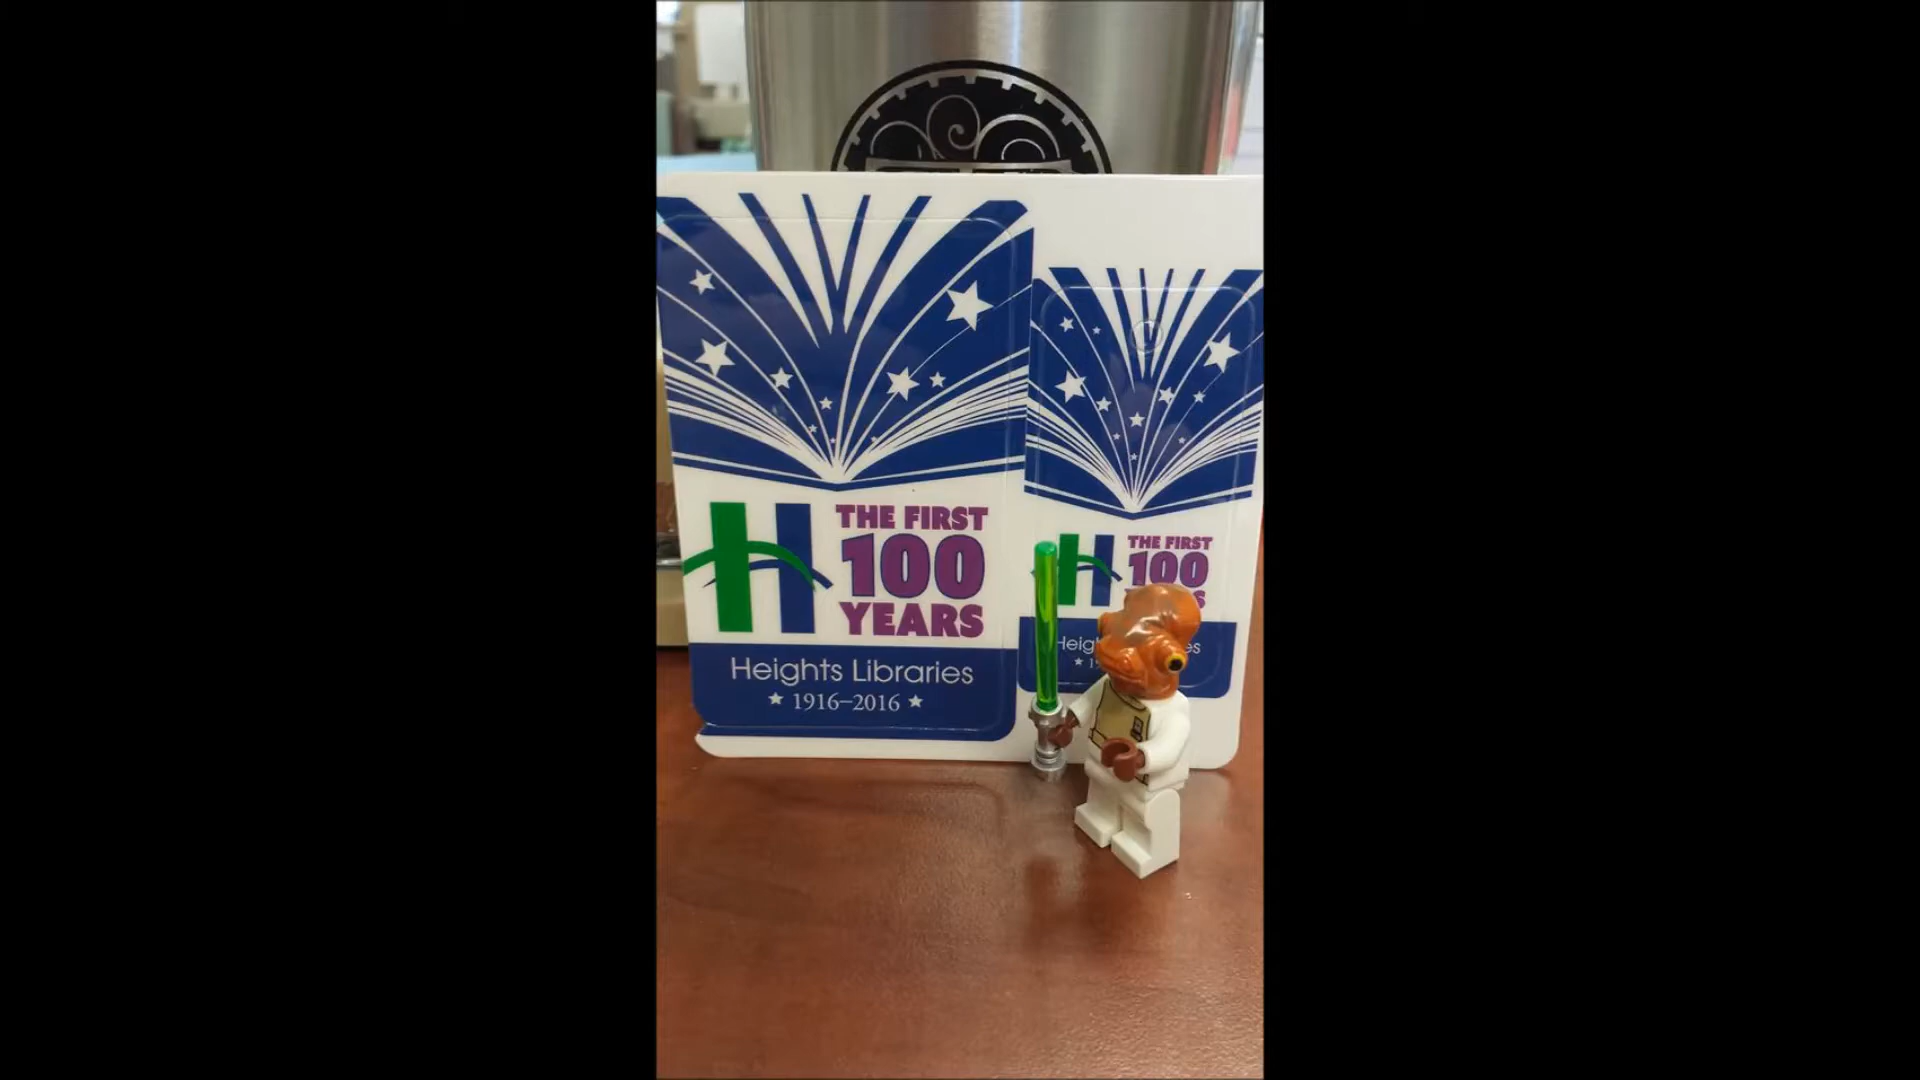 THE FIRST
100
YEARS
Heights Libraries
★ 1916–2016 ★
THE FIRST
100